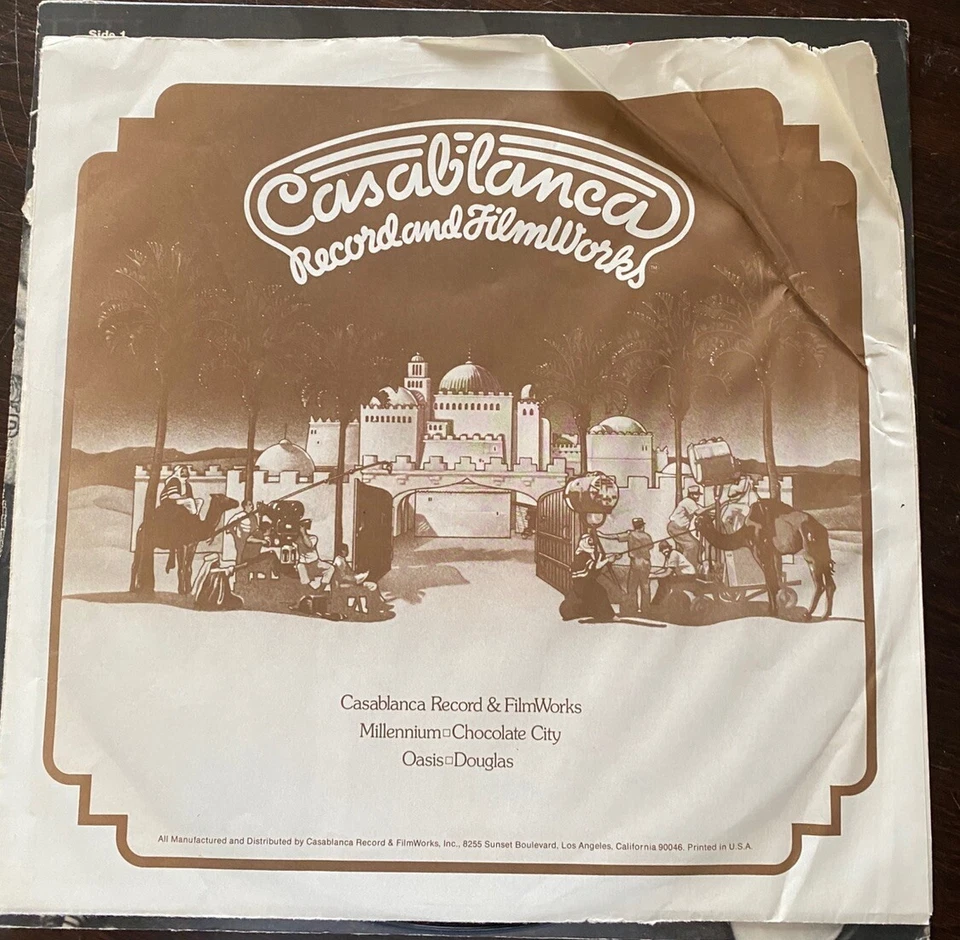 Side 1
Casablanca
Record and FilmWorks
™
Casablanca Record & FilmWorks
Millennium□Chocolate City
Oasis□Douglas
All Manufactured and Distributed by Casablanca Record & FilmWorks, Inc., 8255 Sunset Boulevard, Los Angeles, California 90046. Printed in U.S.A.